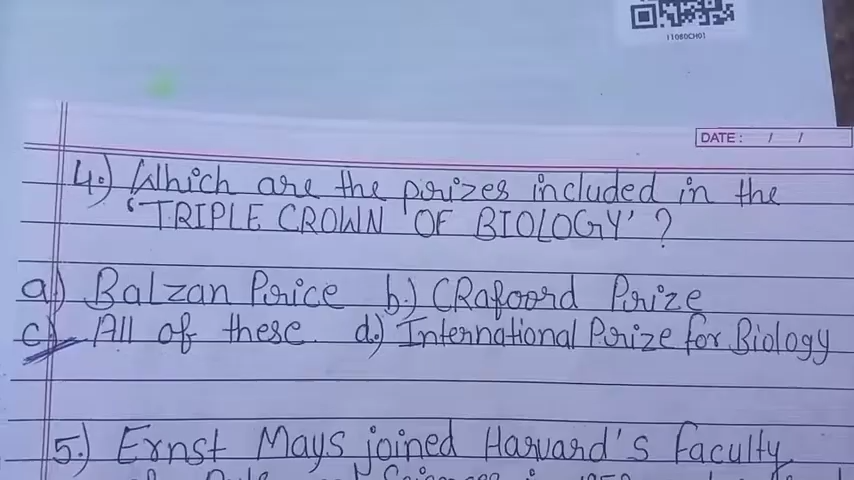 11080CH01
DATE: / /
4.) Which are the prizes included in the
'TRIPLE CROWN OF BIOLOGY' ?
a) Balzan Price b.) CRafoord Prize
c) All of these. d.) International Prize for Biology
5.) Ernst Mays joined Harvard's faculty